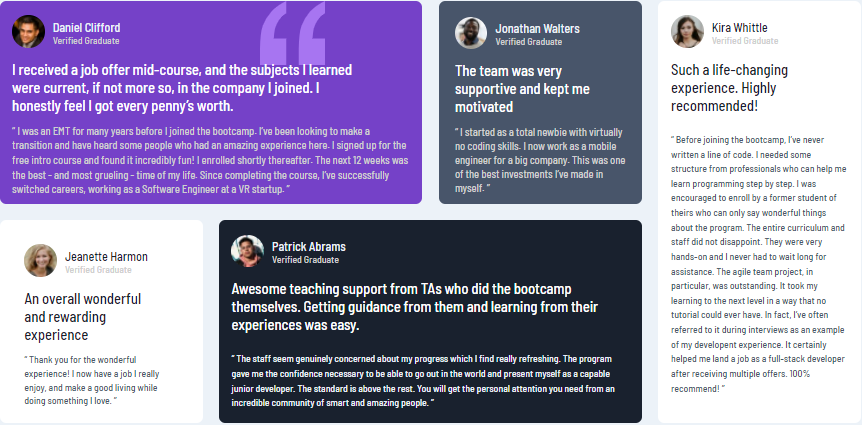 Daniel Clifford
Verified Graduate
I received a job offer mid-course, and the subjects I learned
were current, if not more so, in the company I joined. I
honestly feel I got every penny's worth.
" I was an EMT for many years before I joined the bootcamp. I've been looking to make a
transition and have heard some people who had an amazing experience here. I signed up for the
free intro course and found it incredibly fun! I enrolled shortly thereafter. The next 12 weeks was
the best - and most grueling - time of my life. Since completing the course, I've successfully
switched careers, working as a Software Engineer at a VR startup. "
Jonathan Walters
Verified Graduate
The team was very
supportive and kept me
motivated
" I started as a total newbie with virtually
no coding skills. I now work as a mobile
engineer for a big company. This was one
of the best investments I've made in
myself. "
Kira Whittle
Verified Graduate
Such a life-changing
experience. Highly
recommended!
" Before joining the bootcamp, I've never
written a line of code. I needed some
structure from professionals who can help me
learn programming step by step. I was
encouraged to enroll by a former student of
theirs who can only say wonderful things
about the program. The entire curriculum and
staff did not disappoint. They were very
hands-on and I never had to wait long for
assistance. The agile team project, in
particular, was outstanding. It took my
learning to the next level in a way that no
tutorial could ever have. In fact, I've often
referred to it during interviews as an example
of my developent experience. It certainly
helped me land a job as a full-stack developer
after receiving multiple offers. 100%
recommend! "
Jeanette Harmon
Verified Graduate
An overall wonderful
and rewarding
experience
" Thank you for the wonderful
experience! I now have a job I really
enjoy, and make a good living while
doing something I love. "
Patrick Abrams
Verified Graduate
Awesome teaching support from TAs who did the bootcamp
themselves. Getting guidance from them and learning from their
experiences was easy.
" The staff seem genuinely concerned about my progress which I find really refreshing. The program
gave me the confidence necessary to be able to go out in the world and present myself as a capable
junior developer. The standard is above the rest. You will get the personal attention you need from an
incredible community of smart and amazing people. "